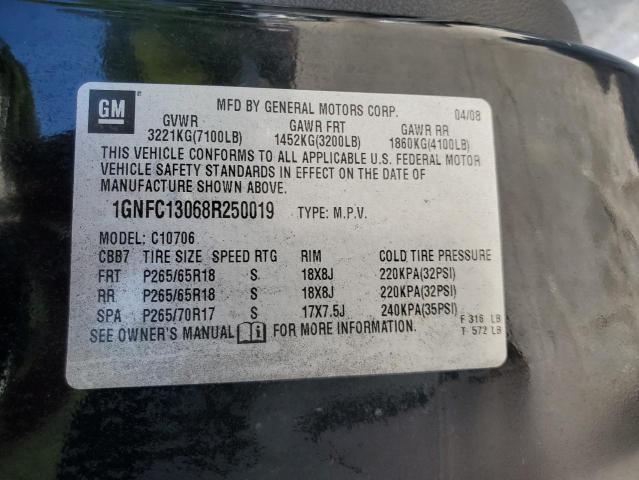 GM
MFD BY GENERAL MOTORS CORP. 04/08
GVWR GAWR FRT GAWR RR
3221KG(7100LB) 1452KG(3200LB) 1860KG(4100LB)
THIS VEHICLE CONFORMS TO ALL APPLICABLE U.S. FEDERAL MOTOR
VEHICLE SAFETY STANDARDS IN EFFECT ON THE DATE OF
MANUFACTURE SHOWN ABOVE.
1GNFC13068R250019 TYPE: M.P.V.
MODEL: C10706
CBB7 TIRE SIZE SPEED RTG RIM COLD TIRE PRESSURE
FRT P265/65R18 S 18X8J 220KPA(32PSI)
RR P265/65R18 S 18X8J 220KPA(32PSI)
SPA P265/70R17 S 17X7.5J 240KPA(35PSI)
SEE OWNER'S MANUAL FOR MORE INFORMATION.
F 316 LB
T 572 LB